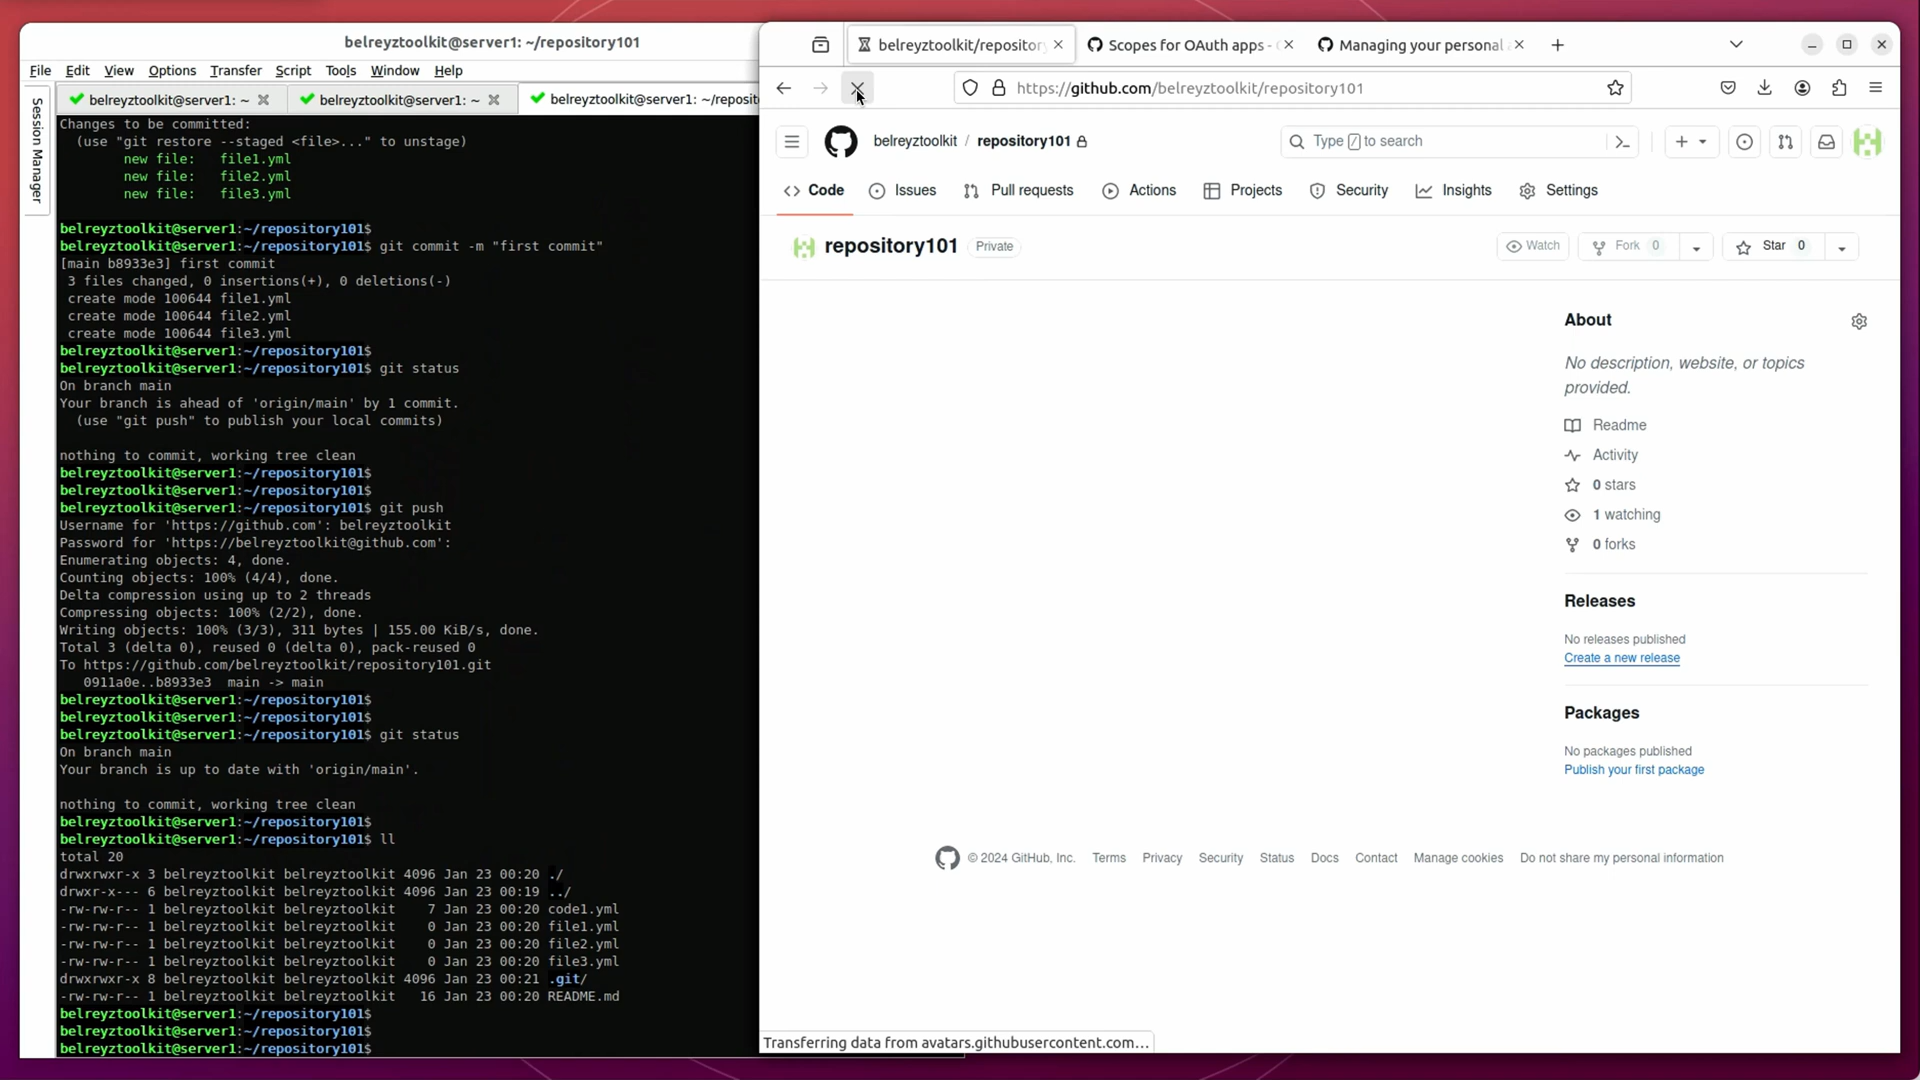 belreyztoolkit@server1: ~/repository101
File Edit View Options Transfer Script Tools Window Help
Session Manager
belreyztoolkit@server1: ~
belreyztoolkit@server1: ~
belreyztoolkit@server1: ~/reposit
Changes to be committed:
(use "git restore --staged <file>..." to unstage)
new file: file1.yml
new file: file2.yml
new file: file3.yml
belreyztoolkit@server1:~/repository101$
belreyztoolkit@server1:~/repository101$ git commit -m "first commit"
[main b8933e3] first commit
3 files changed, 0 insertions(+), 0 deletions(-)
create mode 100644 file1.yml
create mode 100644 file2.yml
create mode 100644 file3.yml
belreyztoolkit@server1:~/repository101$
belreyztoolkit@server1:~/repository101$ git status
On branch main
Your branch is ahead of 'origin/main' by 1 commit.
(use "git push" to publish your local commits)
nothing to commit, working tree clean
belreyztoolkit@server1:~/repository101$
belreyztoolkit@server1:~/repository101$
belreyztoolkit@server1:~/repository101$ git push
Username for 'https://github.com': belreyztoolkit
Password for 'https://belreyztoolkit@github.com':
Enumerating objects: 4, done.
Counting objects: 100% (4/4), done.
Delta compression using up to 2 threads
Compressing objects: 100% (2/2), done.
Writing objects: 100% (3/3), 311 bytes | 155.00 KiB/s, done.
Total 3 (delta 0), reused 0 (delta 0), pack-reused 0
To https://github.com/belreyztoolkit/repository101.git
0911a0e..b8933e3 main -> main
belreyztoolkit@server1:~/repository101$
belreyztoolkit@server1:~/repository101$
belreyztoolkit@server1:~/repository101$ git status
On branch main
Your branch is up to date with 'origin/main'.
nothing to commit, working tree clean
belreyztoolkit@server1:~/repository101$
belreyztoolkit@server1:~/repository101$ ll
total 20
drwxrwxr-x 3 belreyztoolkit belreyztoolkit 4096 Jan 23 00:20 ./
drwxr-x--- 6 belreyztoolkit belreyztoolkit 4096 Jan 23 00:19 ../
-rw-rw-r-- 1 belreyztoolkit belreyztoolkit 7 Jan 23 00:20 code1.yml
-rw-rw-r-- 1 belreyztoolkit belreyztoolkit 0 Jan 23 00:20 file1.yml
-rw-rw-r-- 1 belreyztoolkit belreyztoolkit 0 Jan 23 00:20 file2.yml
-rw-rw-r-- 1 belreyztoolkit belreyztoolkit 0 Jan 23 00:20 file3.yml
drwxrwxr-x 8 belreyztoolkit belreyztoolkit 4096 Jan 23 00:21 .git/
-rw-rw-r-- 1 belreyztoolkit belreyztoolkit 16 Jan 23 00:20 README.md
belreyztoolkit@server1:~/repository101$
belreyztoolkit@server1:~/repository101$
belreyztoolkit@server1:~/repository101$
belreyztoolkit/repository
Scopes for OAuth apps -
Managing your personal
https://github.com/belreyztoolkit/repository101
belreyztoolkit / repository101
Type / to search
Code Issues Pull requests Actions Projects Security Insights Settings
repository101 Private
Watch Fork 0 Star 0
About
No description, website, or topics
provided.
Readme
Activity
0 stars
1 watching
0 forks
Releases
No releases published
Create a new release
Packages
No packages published
Publish your first package
© 2024 GitHub, Inc. Terms Privacy Security Status Docs Contact Manage cookies Do not share my personal information
Transferring data from avatars.githubusercontent.com…